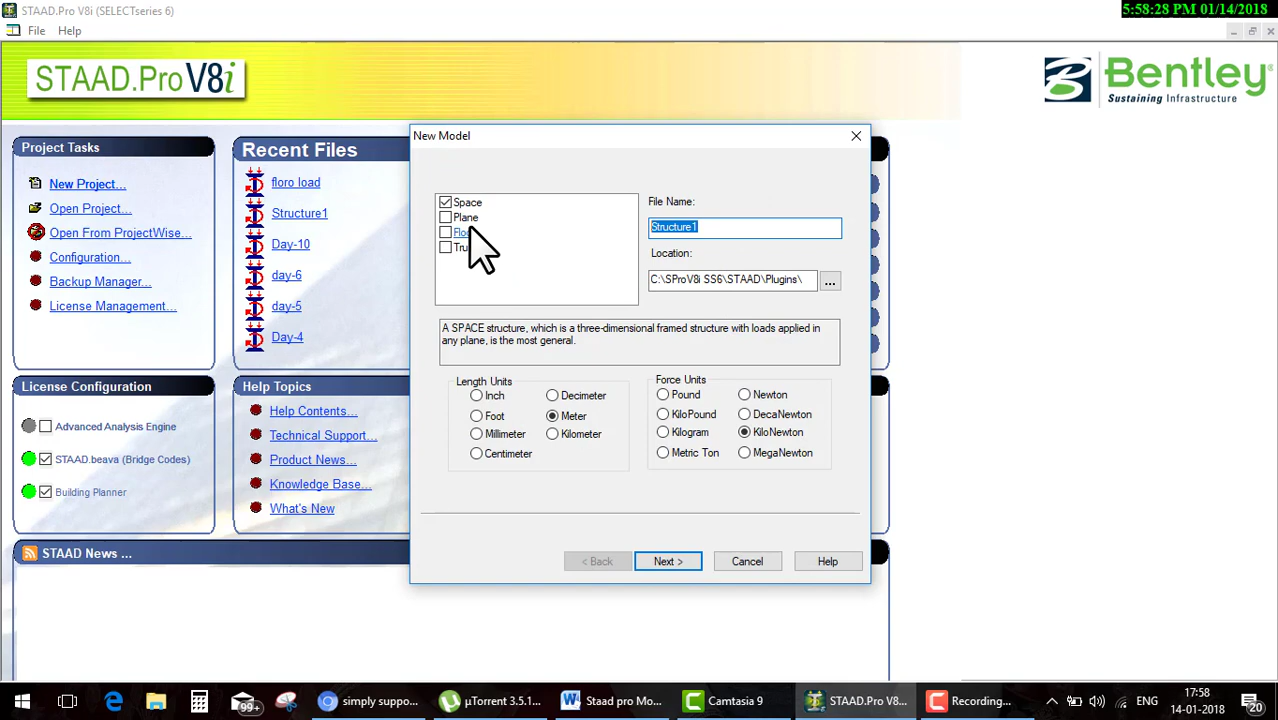 STAAD.Pro V8i (SELECTseries 6)
5:58:28 PM 01/14/2018
File Help
STAAD.Pro V8i
Bentley
Sustaining Infrastructure
Project Tasks
New Project...
Open Project...
Open From ProjectWise...
Configuration...
Backup Manager...
License Management...
Recent Files
floro load
Structure1
Day-10
day-6
day-5
Day-4
License Configuration
Advanced Analysis Engine
STAAD.beava (Bridge Codes)
Building Planner
Help Topics
Help Contents...
Technical Support...
Product News...
Knowledge Base...
What's New
STAAD News ...
New Model
Space
Plane
File Name:
Structure1
Location:
C:\SProV8i SS6\STAAD\Plugins\
...
A SPACE structure, which is a three-dimensional framed structure with loads applied in
any plane, is the most general.
Length Units
Inch Decimeter
Foot Meter
Millimeter Kilometer
Centimeter
Force Units
Pound Newton
KiloPound DecaNewton
Kilogram KiloNewton
Metric Ton MegaNewton
< Back Next > Cancel Help
99+
simply suppo...
µTorrent 3.5.1...
Staad pro Mo...
Camtasia 9
STAAD.Pro V8...
Recording...
ENG
17:58
14-01-2018
20